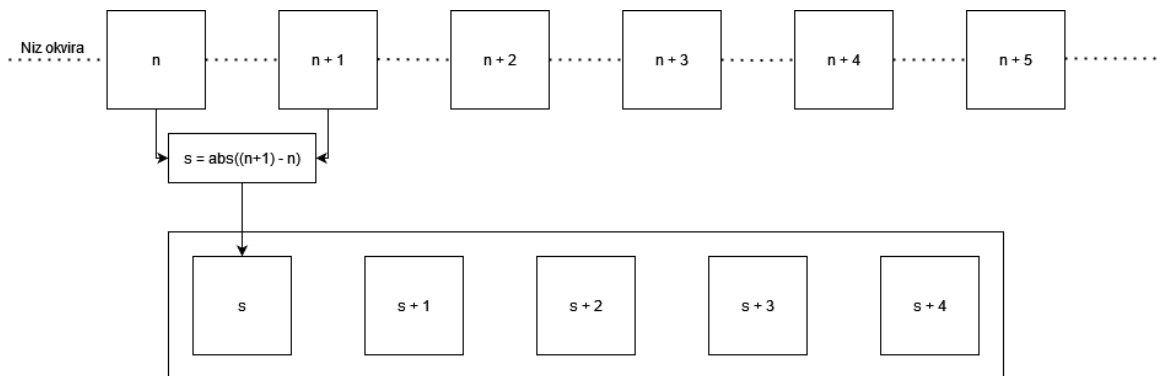 Niz okvira
n
n + 1
n + 2
n + 3
n + 4
n + 5
s = abs((n+1) - n)
s
s + 1
s + 2
s + 3
s + 4